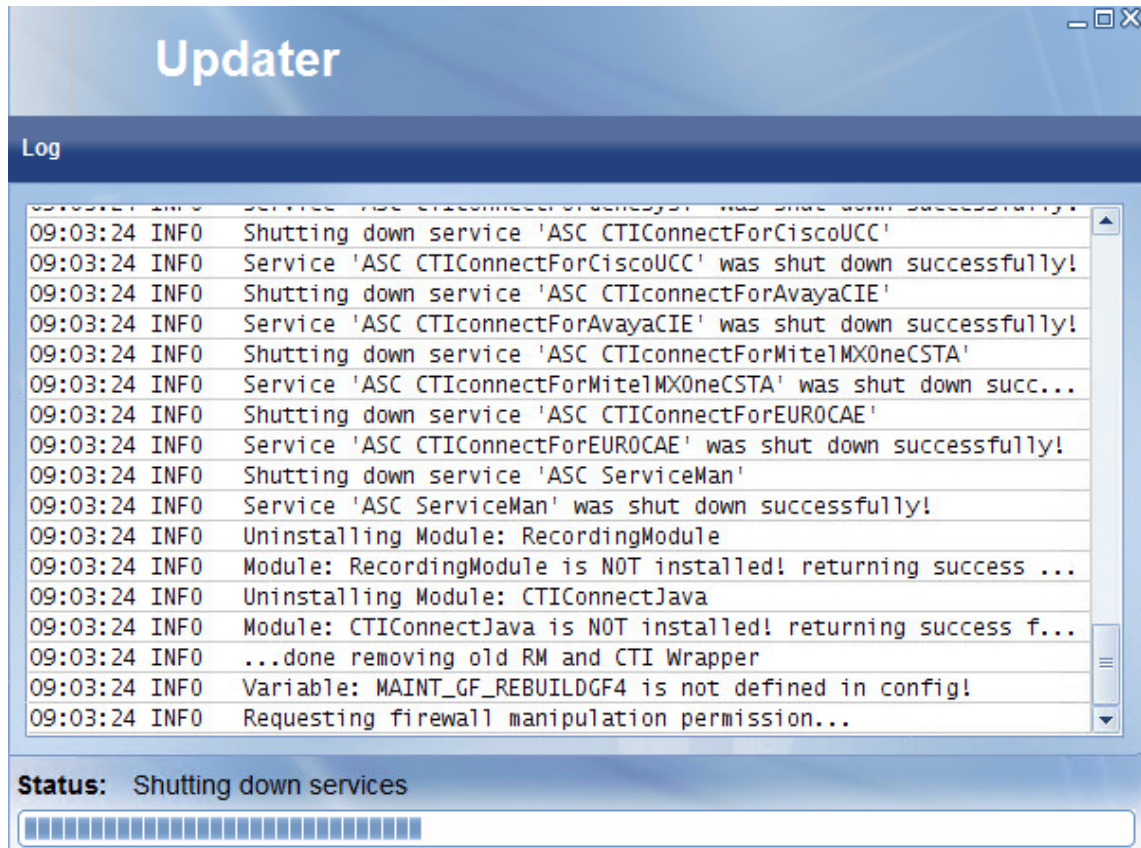 Updater
Log
09:03:24 INFO Shutting down service 'ASC CTIConnectForCiscoUCC'
09:03:24 INFO Service 'ASC CTIConnectForCiscoUCC' was shut down successfully!
09:03:24 INFO Shutting down service 'ASC CTIconnectForAvayaCIE'
09:03:24 INFO Service 'ASC CTIconnectForAvayaCIE' was shut down successfully!
09:03:24 INFO Shutting down service 'ASC CTIconnectForMitelMXOneCSTA'
09:03:24 INFO Service 'ASC CTIconnectForMitelMXOneCSTA' was shut down succ...
09:03:24 INFO Shutting down service 'ASC CTIConnectForEUROCAE'
09:03:24 INFO Service 'ASC CTIConnectForEUROCAE' was shut down successfully!
09:03:24 INFO Shutting down service 'ASC ServiceMan'
09:03:24 INFO Service 'ASC ServiceMan' was shut down successfully!
09:03:24 INFO Uninstalling Module: RecordingModule
09:03:24 INFO Module: RecordingModule is NOT installed! returning success ...
09:03:24 INFO Uninstalling Module: CTIConnectJava
09:03:24 INFO Module: CTIConnectJava is NOT installed! returning success f...
09:03:24 INFO ...done removing old RM and CTI Wrapper
09:03:24 INFO Variable: MAINT_GF_REBUILDGF4 is not defined in config!
09:03:24 INFO Requesting firewall manipulation permission...
Status: Shutting down services